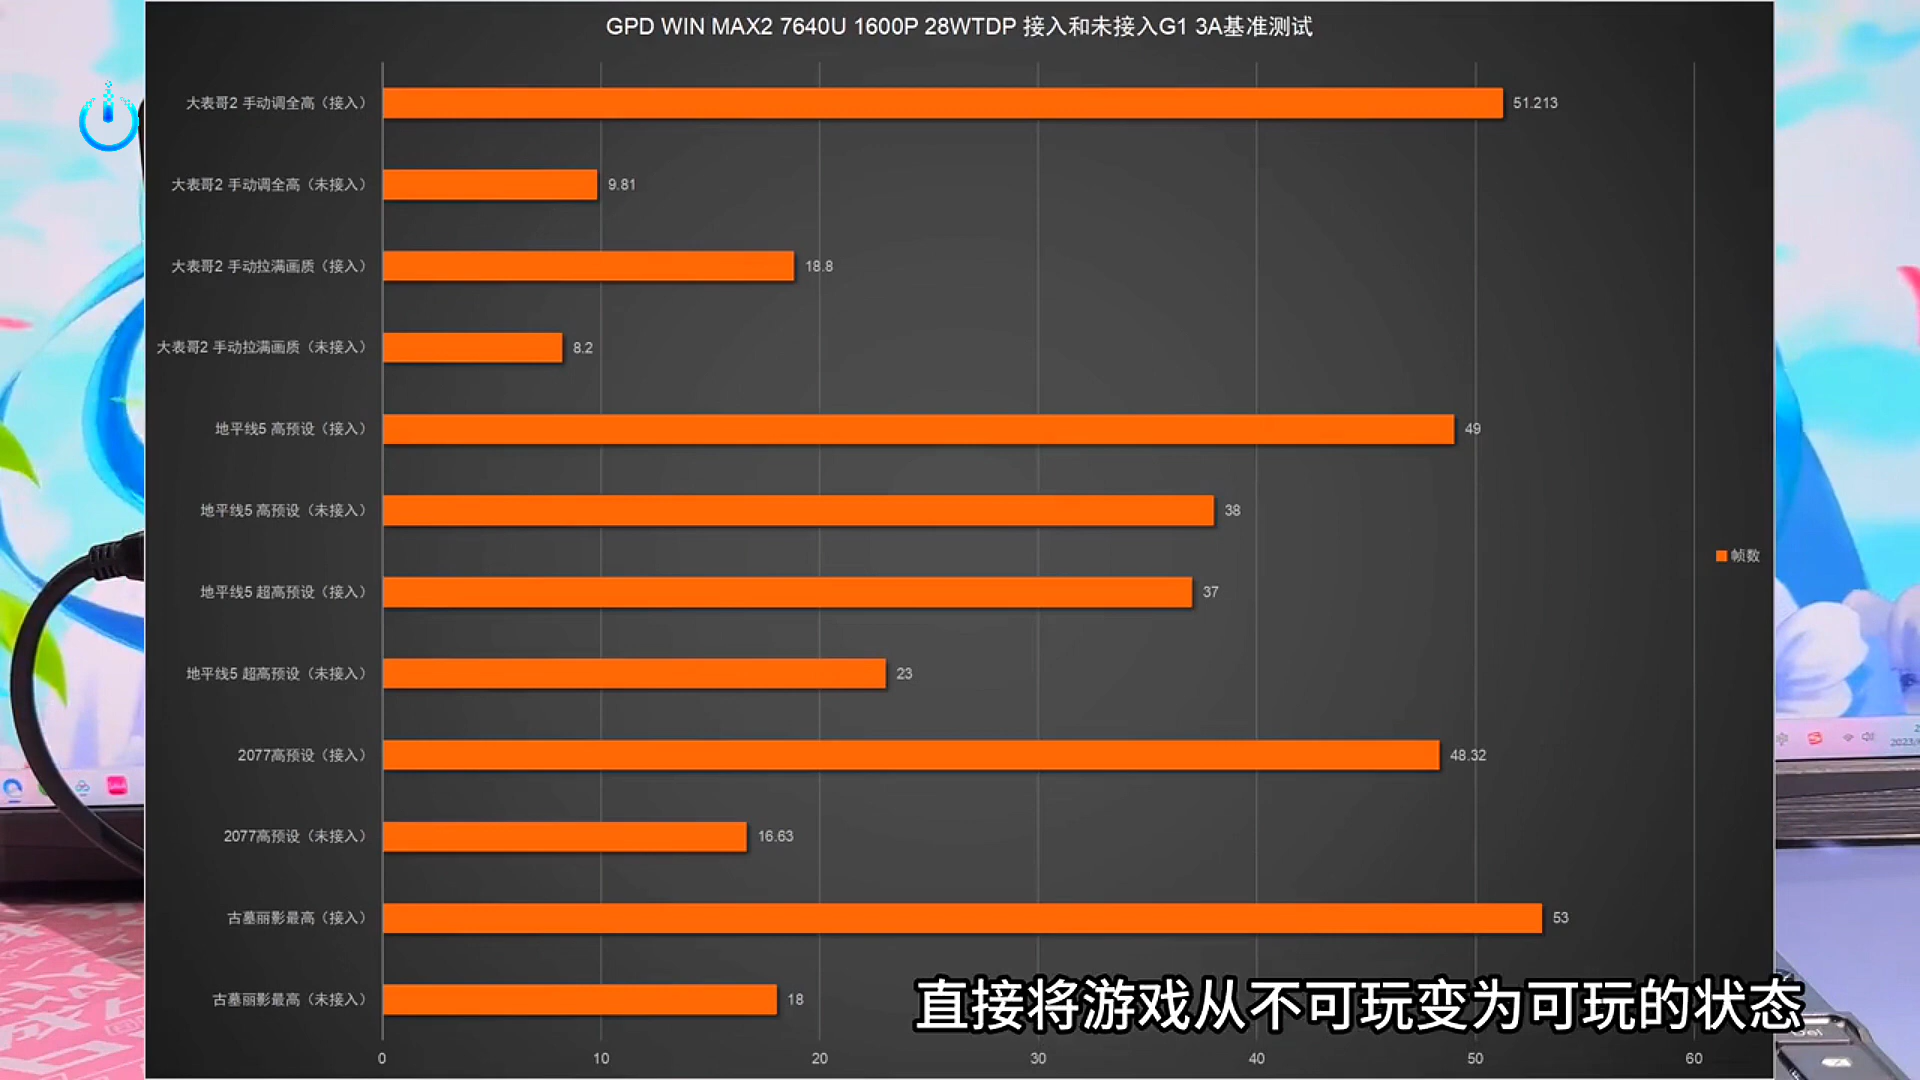 GPD WIN MAX2 7640U 1600P 28WTDP 接入和未接入G1 3A基准测试
大表哥2 手动调全高（接入） 51.213
大表哥2 手动调全高（未接入） 9.81
大表哥2 手动拉满画质（接入） 18.8
大表哥2 手动拉满画质（未接入） 8.2
地平线5 高预设（接入） 49
地平线5 高预设（未接入） 38
帧数
地平线5 超高预设（接入） 37
地平线5 超高预设（未接入） 23
2077高预设（接入） 48.32
2077高预设（未接入） 16.63
古墓丽影最高（接入） 53
古墓丽影最高（未接入） 18
直接将游戏从不可玩变为可玩的状态
0 10 20 30 40 50 60